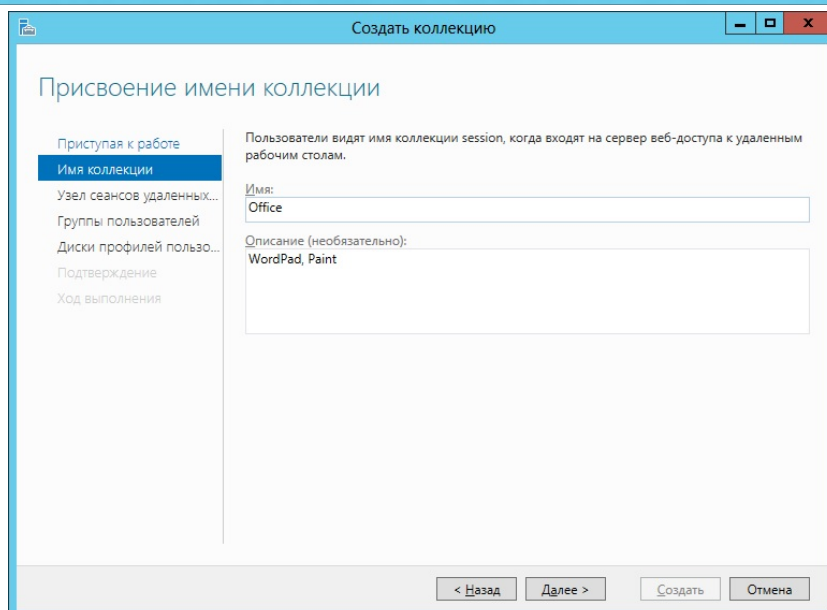 Создать коллекцию
Присвоение имени коллекции
Приступая к работе
Имя коллекции
Узел сеансов удаленных...
Группы пользователей
Диски профилей пользо...
Подтверждение
Ход выполнения
Пользователи видят имя коллекции session, когда входят на сервер веб-доступа к удаленным
рабочим столам.
Имя:
Office
Описание (необязательно):
WordPad, Paint
< Назад
Далее >
Создать
Отмена